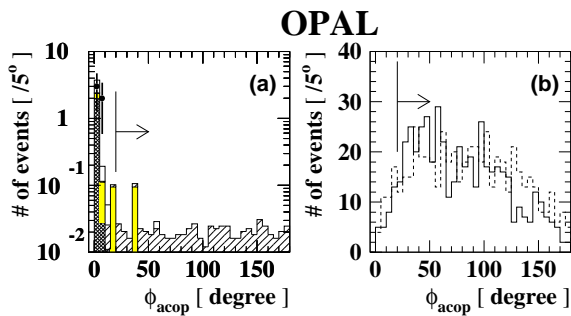 OPAL
# of events [ /5° ]
10
1
10 -1
10 -2
(a)
0 50 100 150
ϕacop [ degree ]
# of events [ /5° ]
40
30
20
10
0
(b)
0 50 100 150
ϕacop [ degree ]